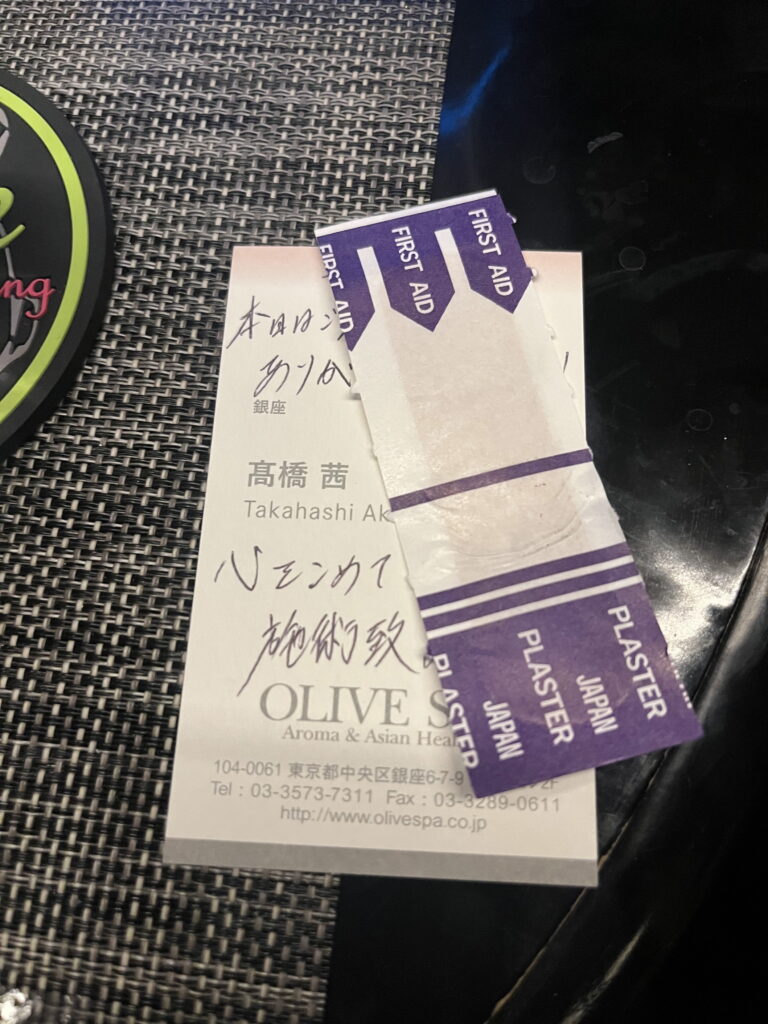 ng
本日はご
ありが
銀座
髙橋 茜
Takahashi Ak
心をこめて
施術致
OLIVE S
Aroma & Asian Heal
104-0061 東京都中央区銀座6-7-9
2F
Tel : 03-3573-7311 Fax : 03-3289-0611
http://www.olivespa.co.jp
FIRST AID
FIRST AID
FIRST AID
PLASTER
JAPAN
PLASTER
JAPAN
PLASTER